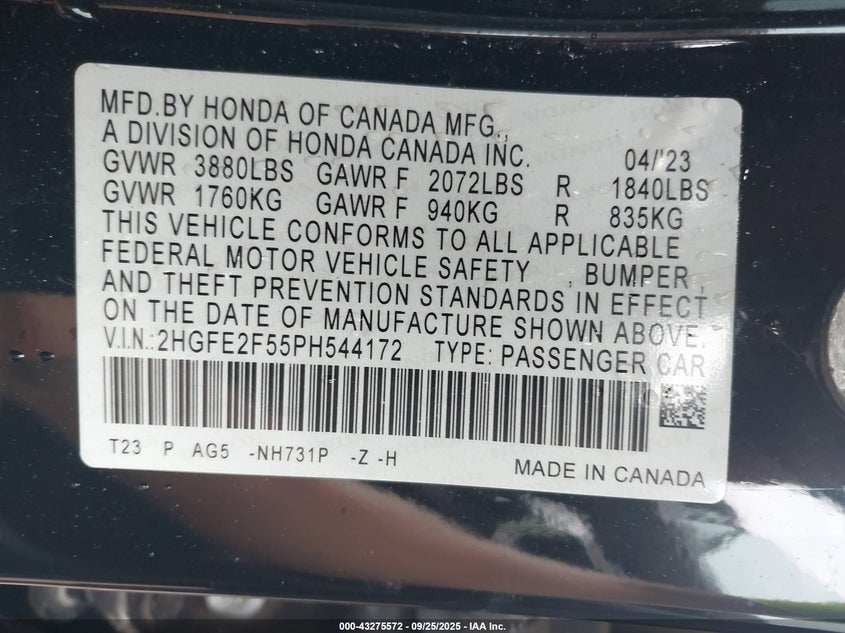 MFD.BY HONDA OF CANADA MFG.,
A DIVISION OF HONDA CANADA INC. 04/'23
GVWR 3880LBS GAWR F 2072LBS R 1840LBS
GVWR 1760KG GAWR F 940KG R 835KG
THIS VEHICLE CONFORMS TO ALL APPLICABLE
FEDERAL MOTOR VEHICLE SAFETY , BUMPER ,
AND THEFT PREVENTION STANDARDS IN EFFECT
ON THE DATE OF MANUFACTURE SHOWN ABOVE.
V.I.N.:2HGFE2F55PH544172 TYPE: PASSENGER CAR
T23 P AG5 -NH731P -Z -H
MADE IN CANADA
000-43275572 - 09/25/2025 - IAA Inc.